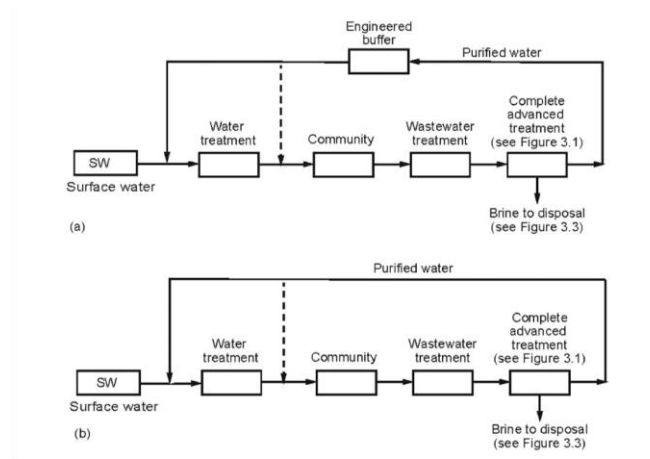 Engineered
buffer
Purified water
Water
treatment
Community
Wastewater
treatment
Complete
advanced
treatment
(see Figure 3.1)
SW
Surface water
Brine to disposal
(see Figure 3.3)
(a)
Purified water
Water
treatment
Community
Wastewater
treatment
Complete
advanced
treatment
(see Figure 3.1)
SW
Surface water
Brine to disposal
(see Figure 3.3)
(b)